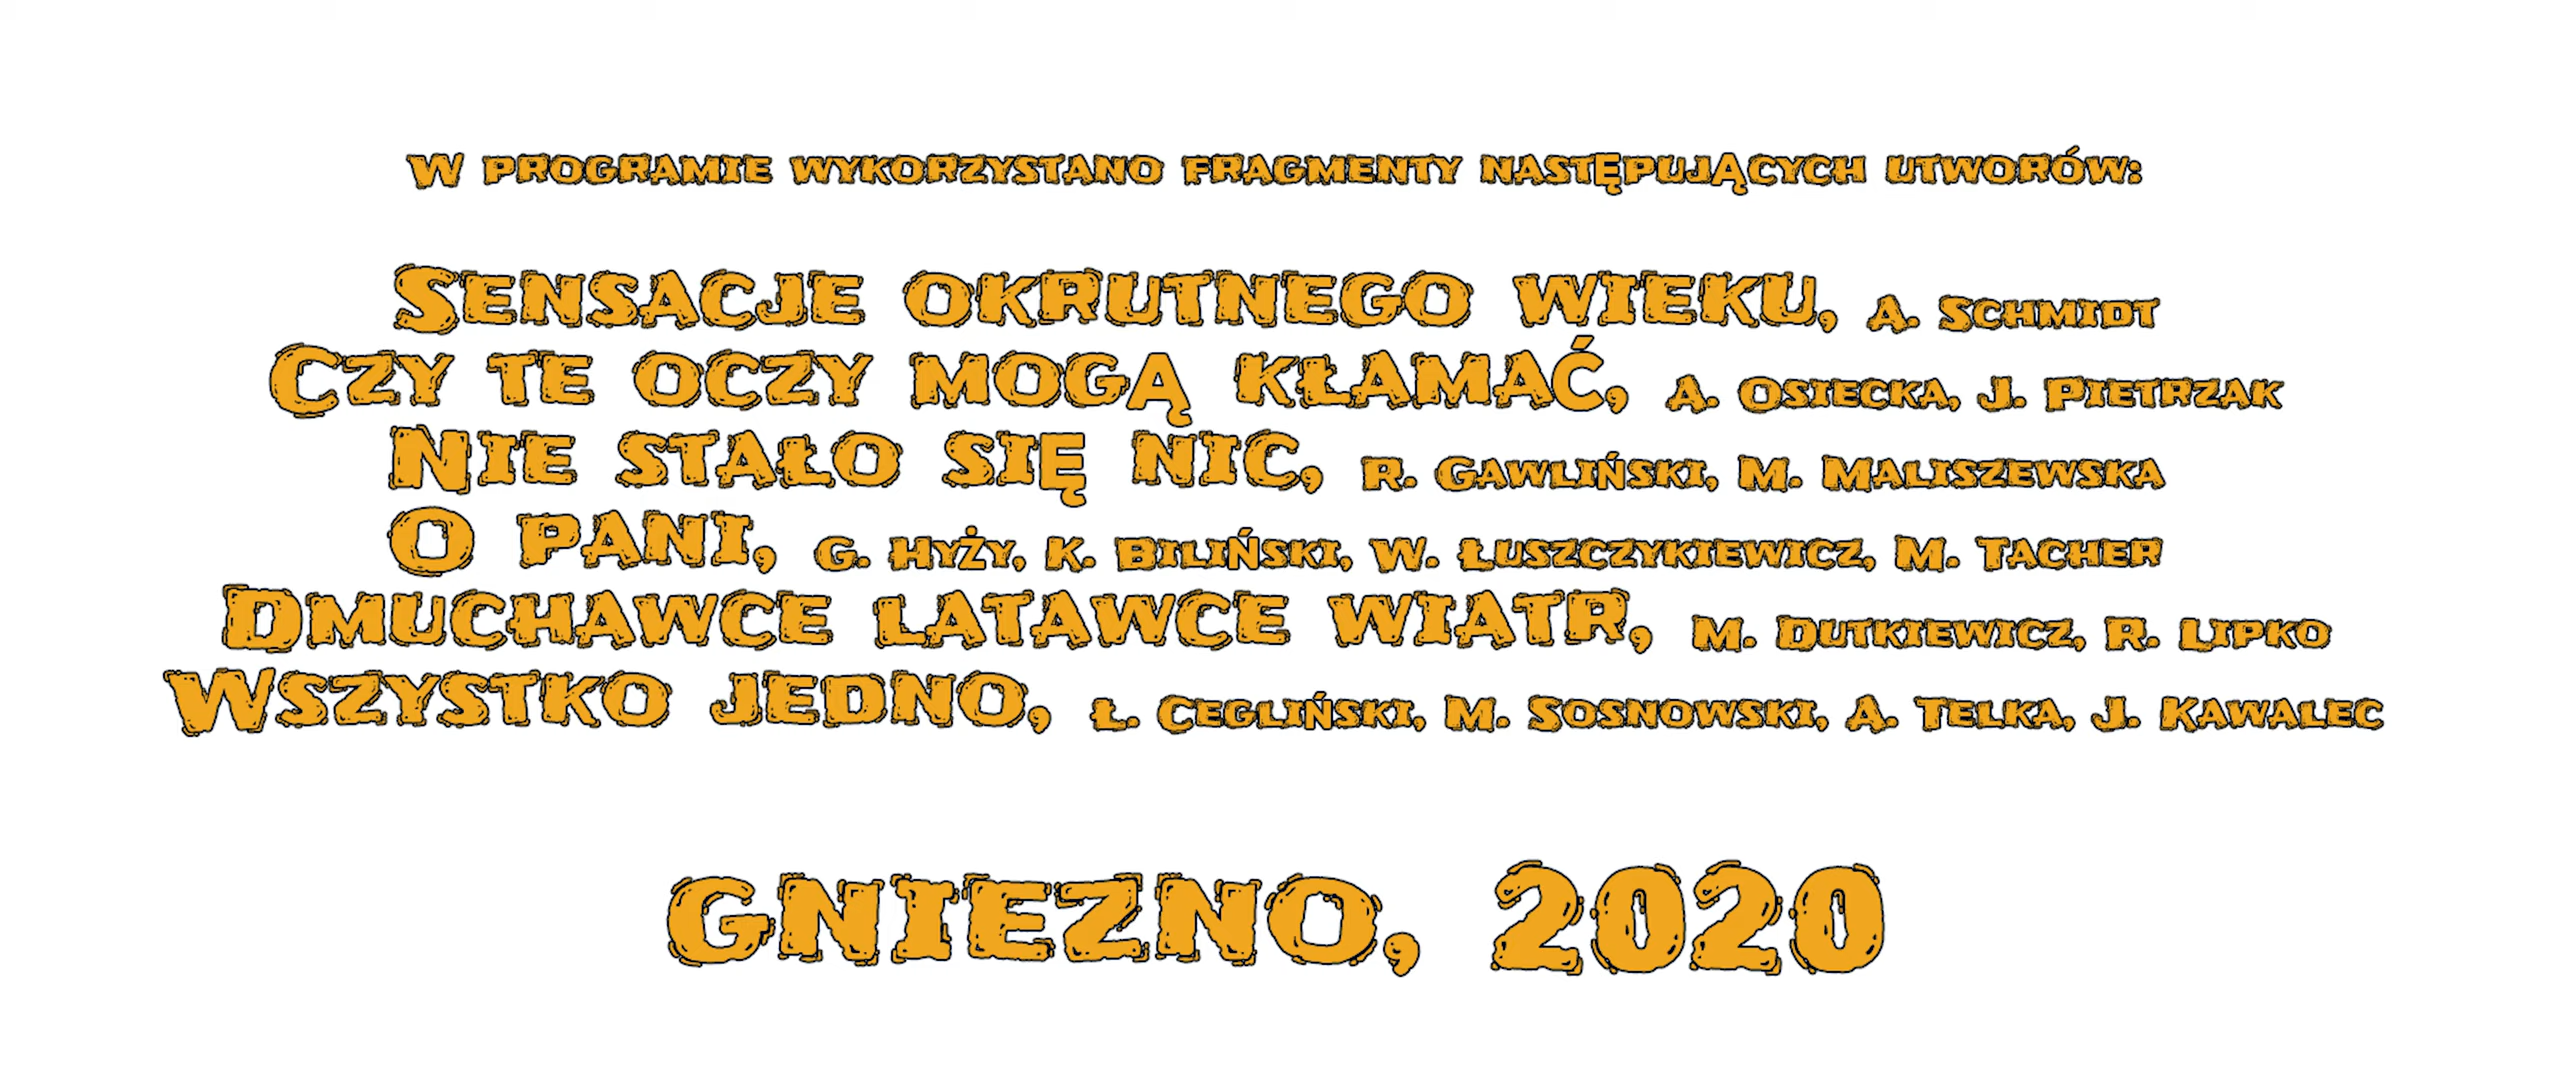 W programie wykorzystano fragmenty następujących utworów:
Sensacje okrutnego wieku, A. Schmidt
Czy te oczy mogą kłamać, A. Osiecka, J. Pietrzak
Nie stało się nic, R. Gawliński, M. Maliszewska
O pani, G. Hyży, K. Biliński, W. Łuszczykiewicz, M. Tacher
Dmuchawce latawce wiatr, M. Dutkiewicz, R. Lipko
Wszystko jedno, Ł. Cegliński, M. Sosnowski, A. Telka, J. Kawalec
GNIEZNO, 2020